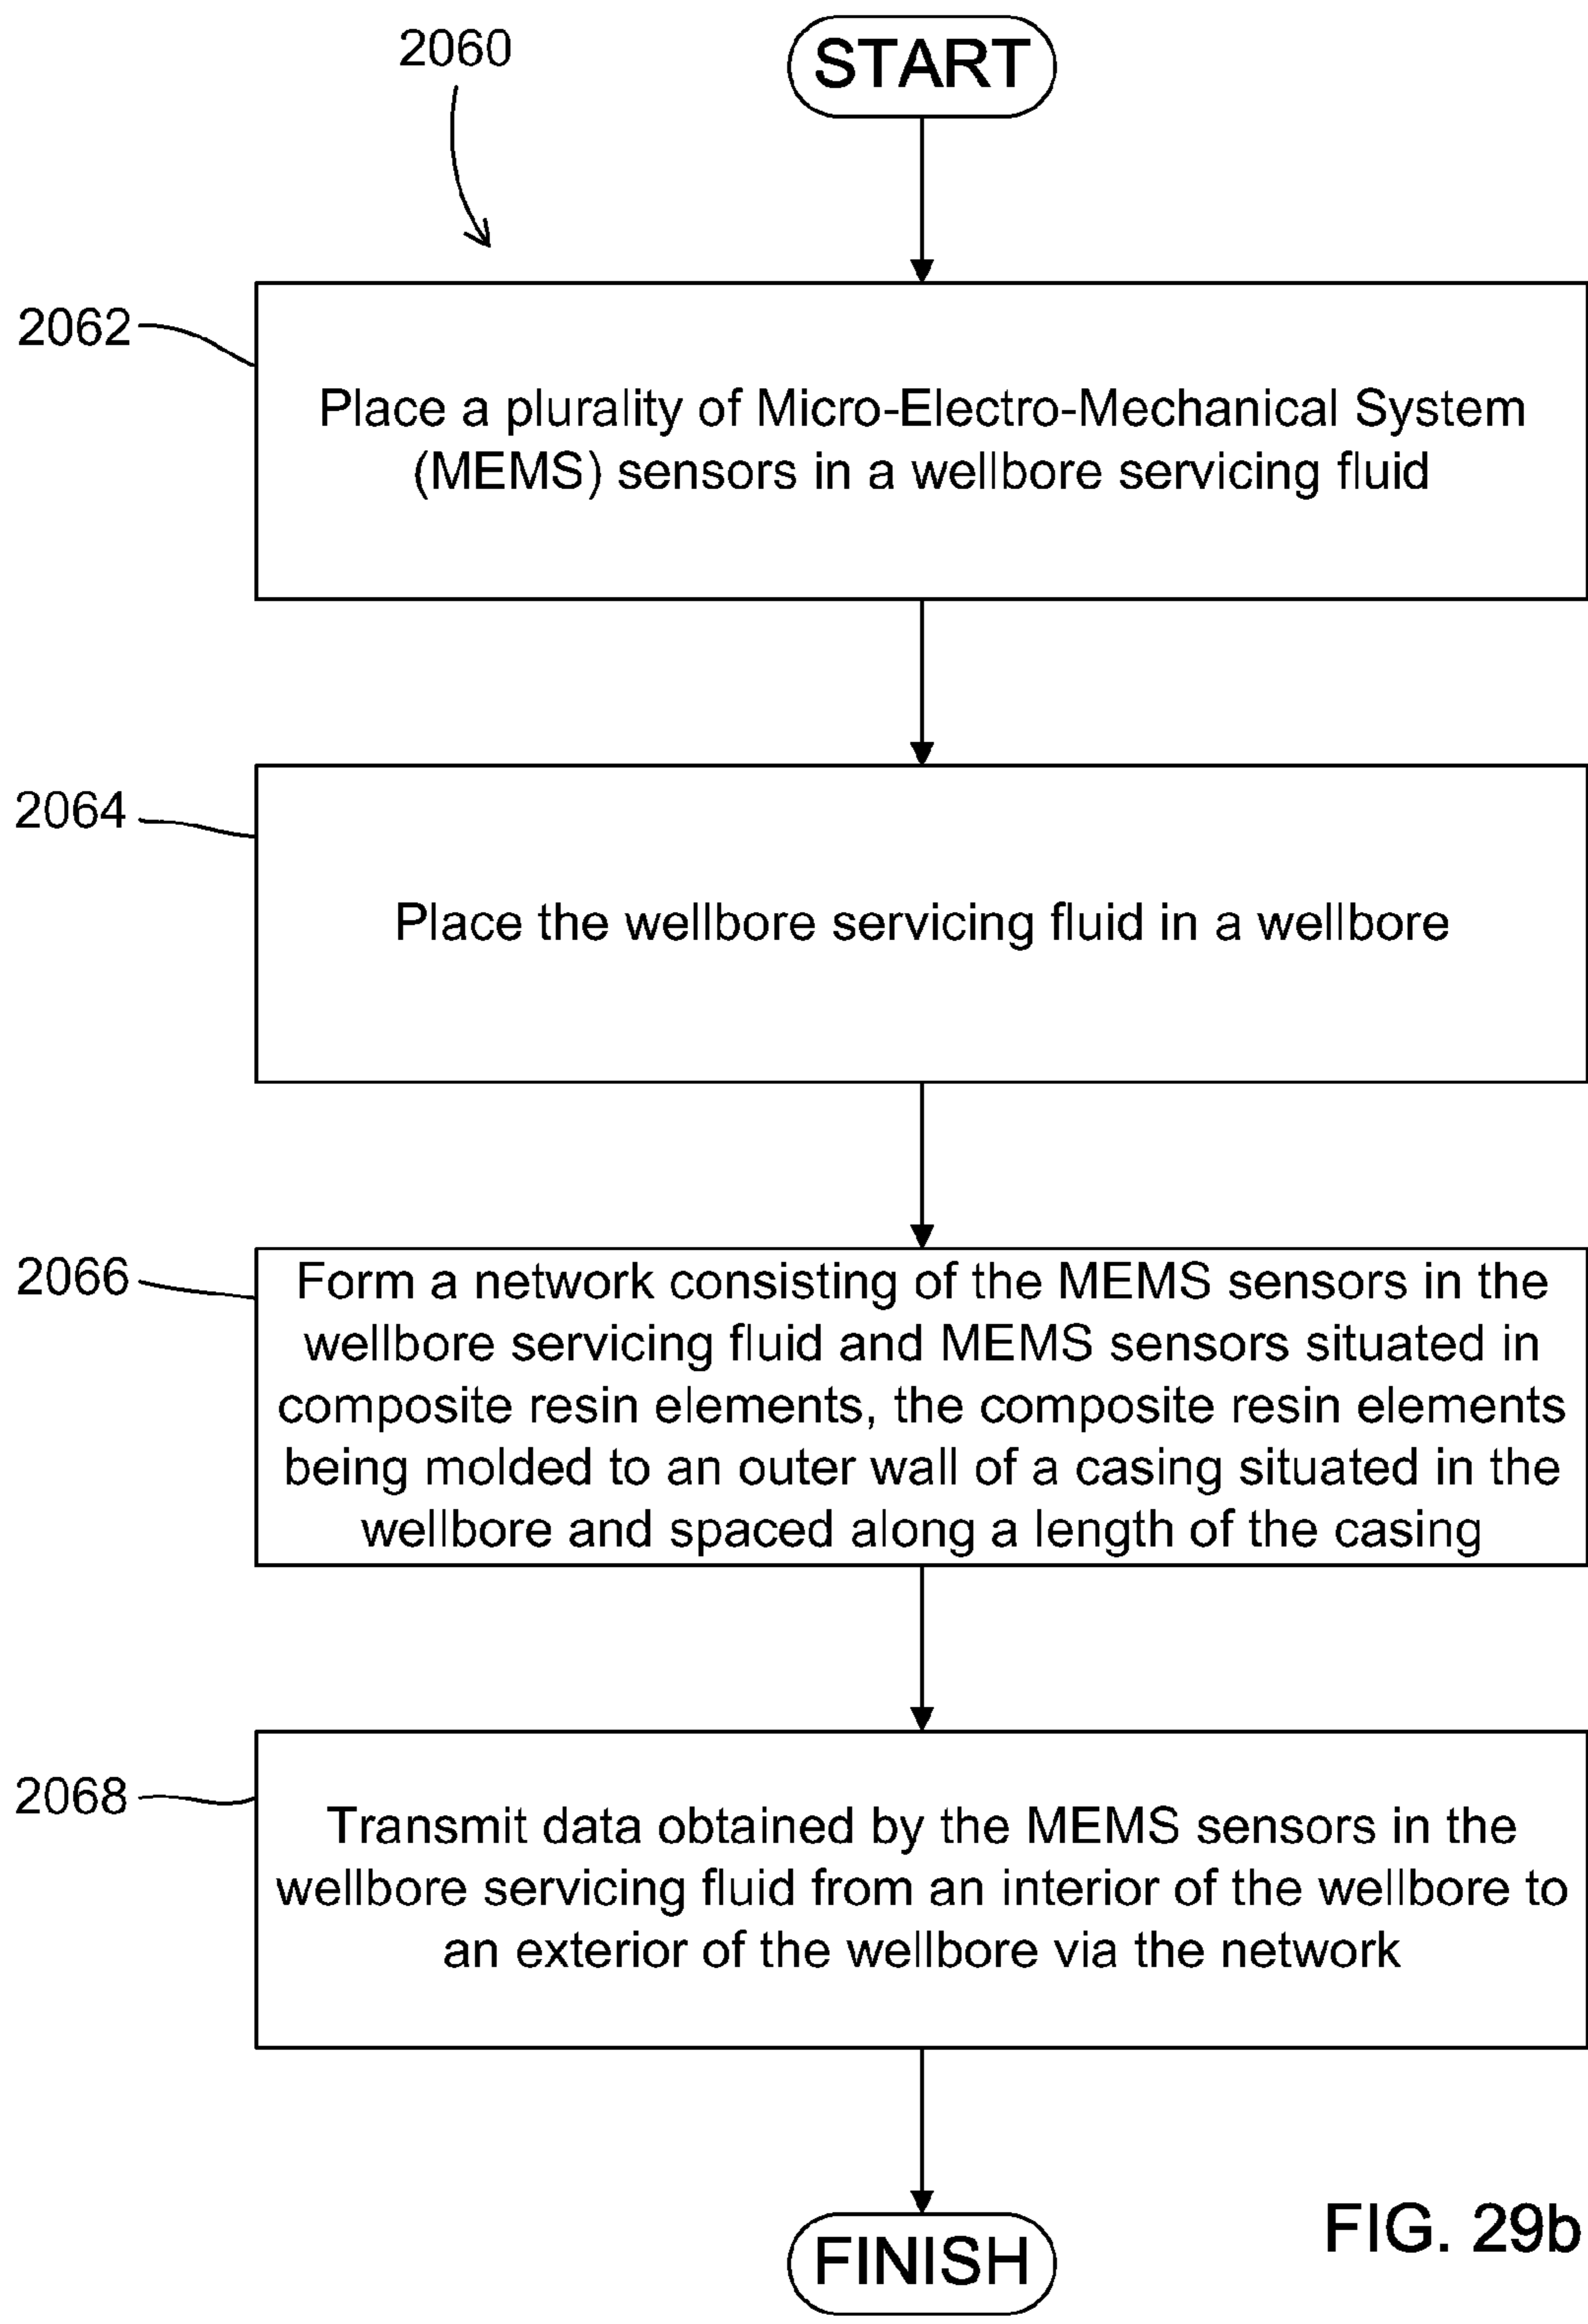 2060
START
2062
Place a plurality of Micro-Electro-Mechanical System
(MEMS) sensors in a wellbore servicing fluid
2064
Place the wellbore servicing fluid in a wellbore
2066
Form a network consisting of the MEMS sensors in the
wellbore servicing fluid and MEMS sensors situated in
composite resin elements, the composite resin elements
being molded to an outer wall of a casing situated in the
wellbore and spaced along a length of the casing
2068
Transmit data obtained by the MEMS sensors in the
wellbore servicing fluid from an interior of the wellbore to
an exterior of the wellbore via the network
FINISH
FIG. 29b